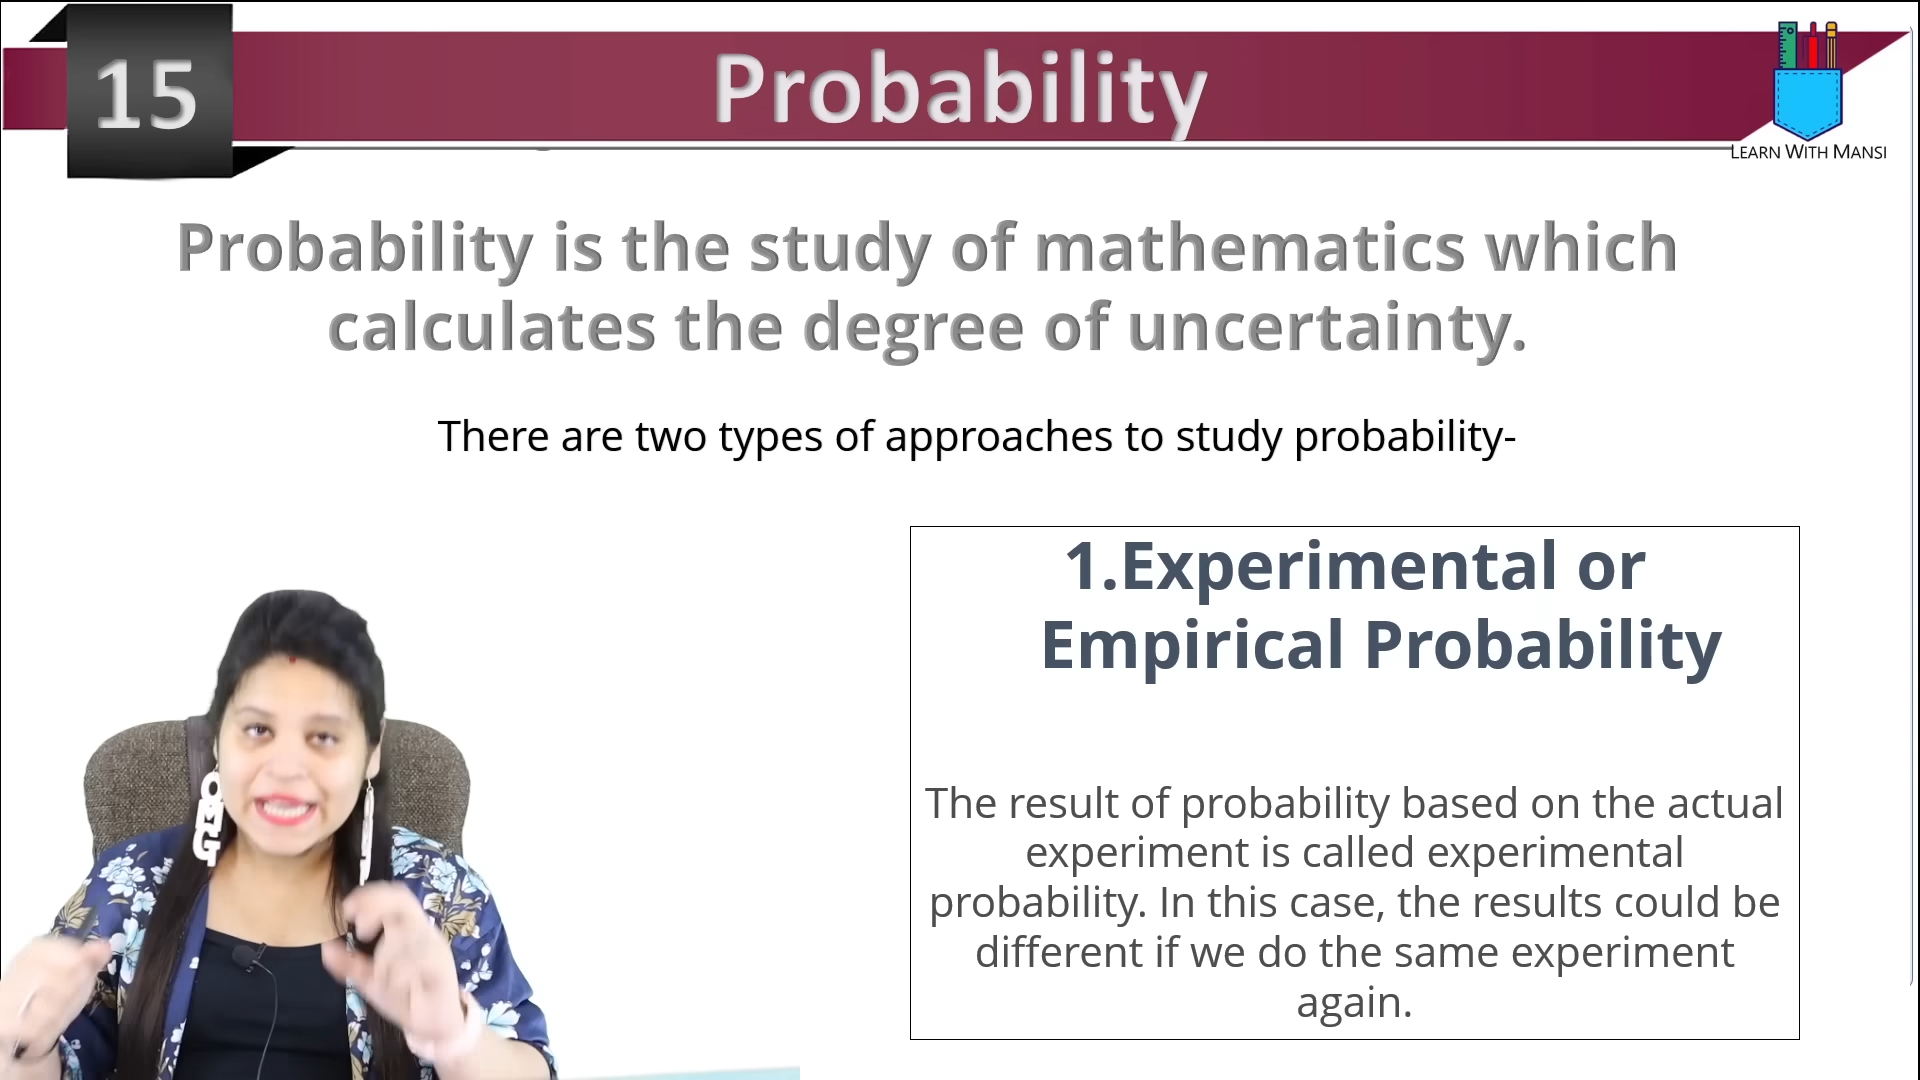 15
Probability
LEARN WITH MANSI
Probability is the study of mathematics which
calculates the degree of uncertainty.
There are two types of approaches to study probability-
1.Experimental or
Empirical Probability
The result of probability based on the actual
experiment is called experimental
probability. In this case, the results could be
different if we do the same experiment
again.
OMG